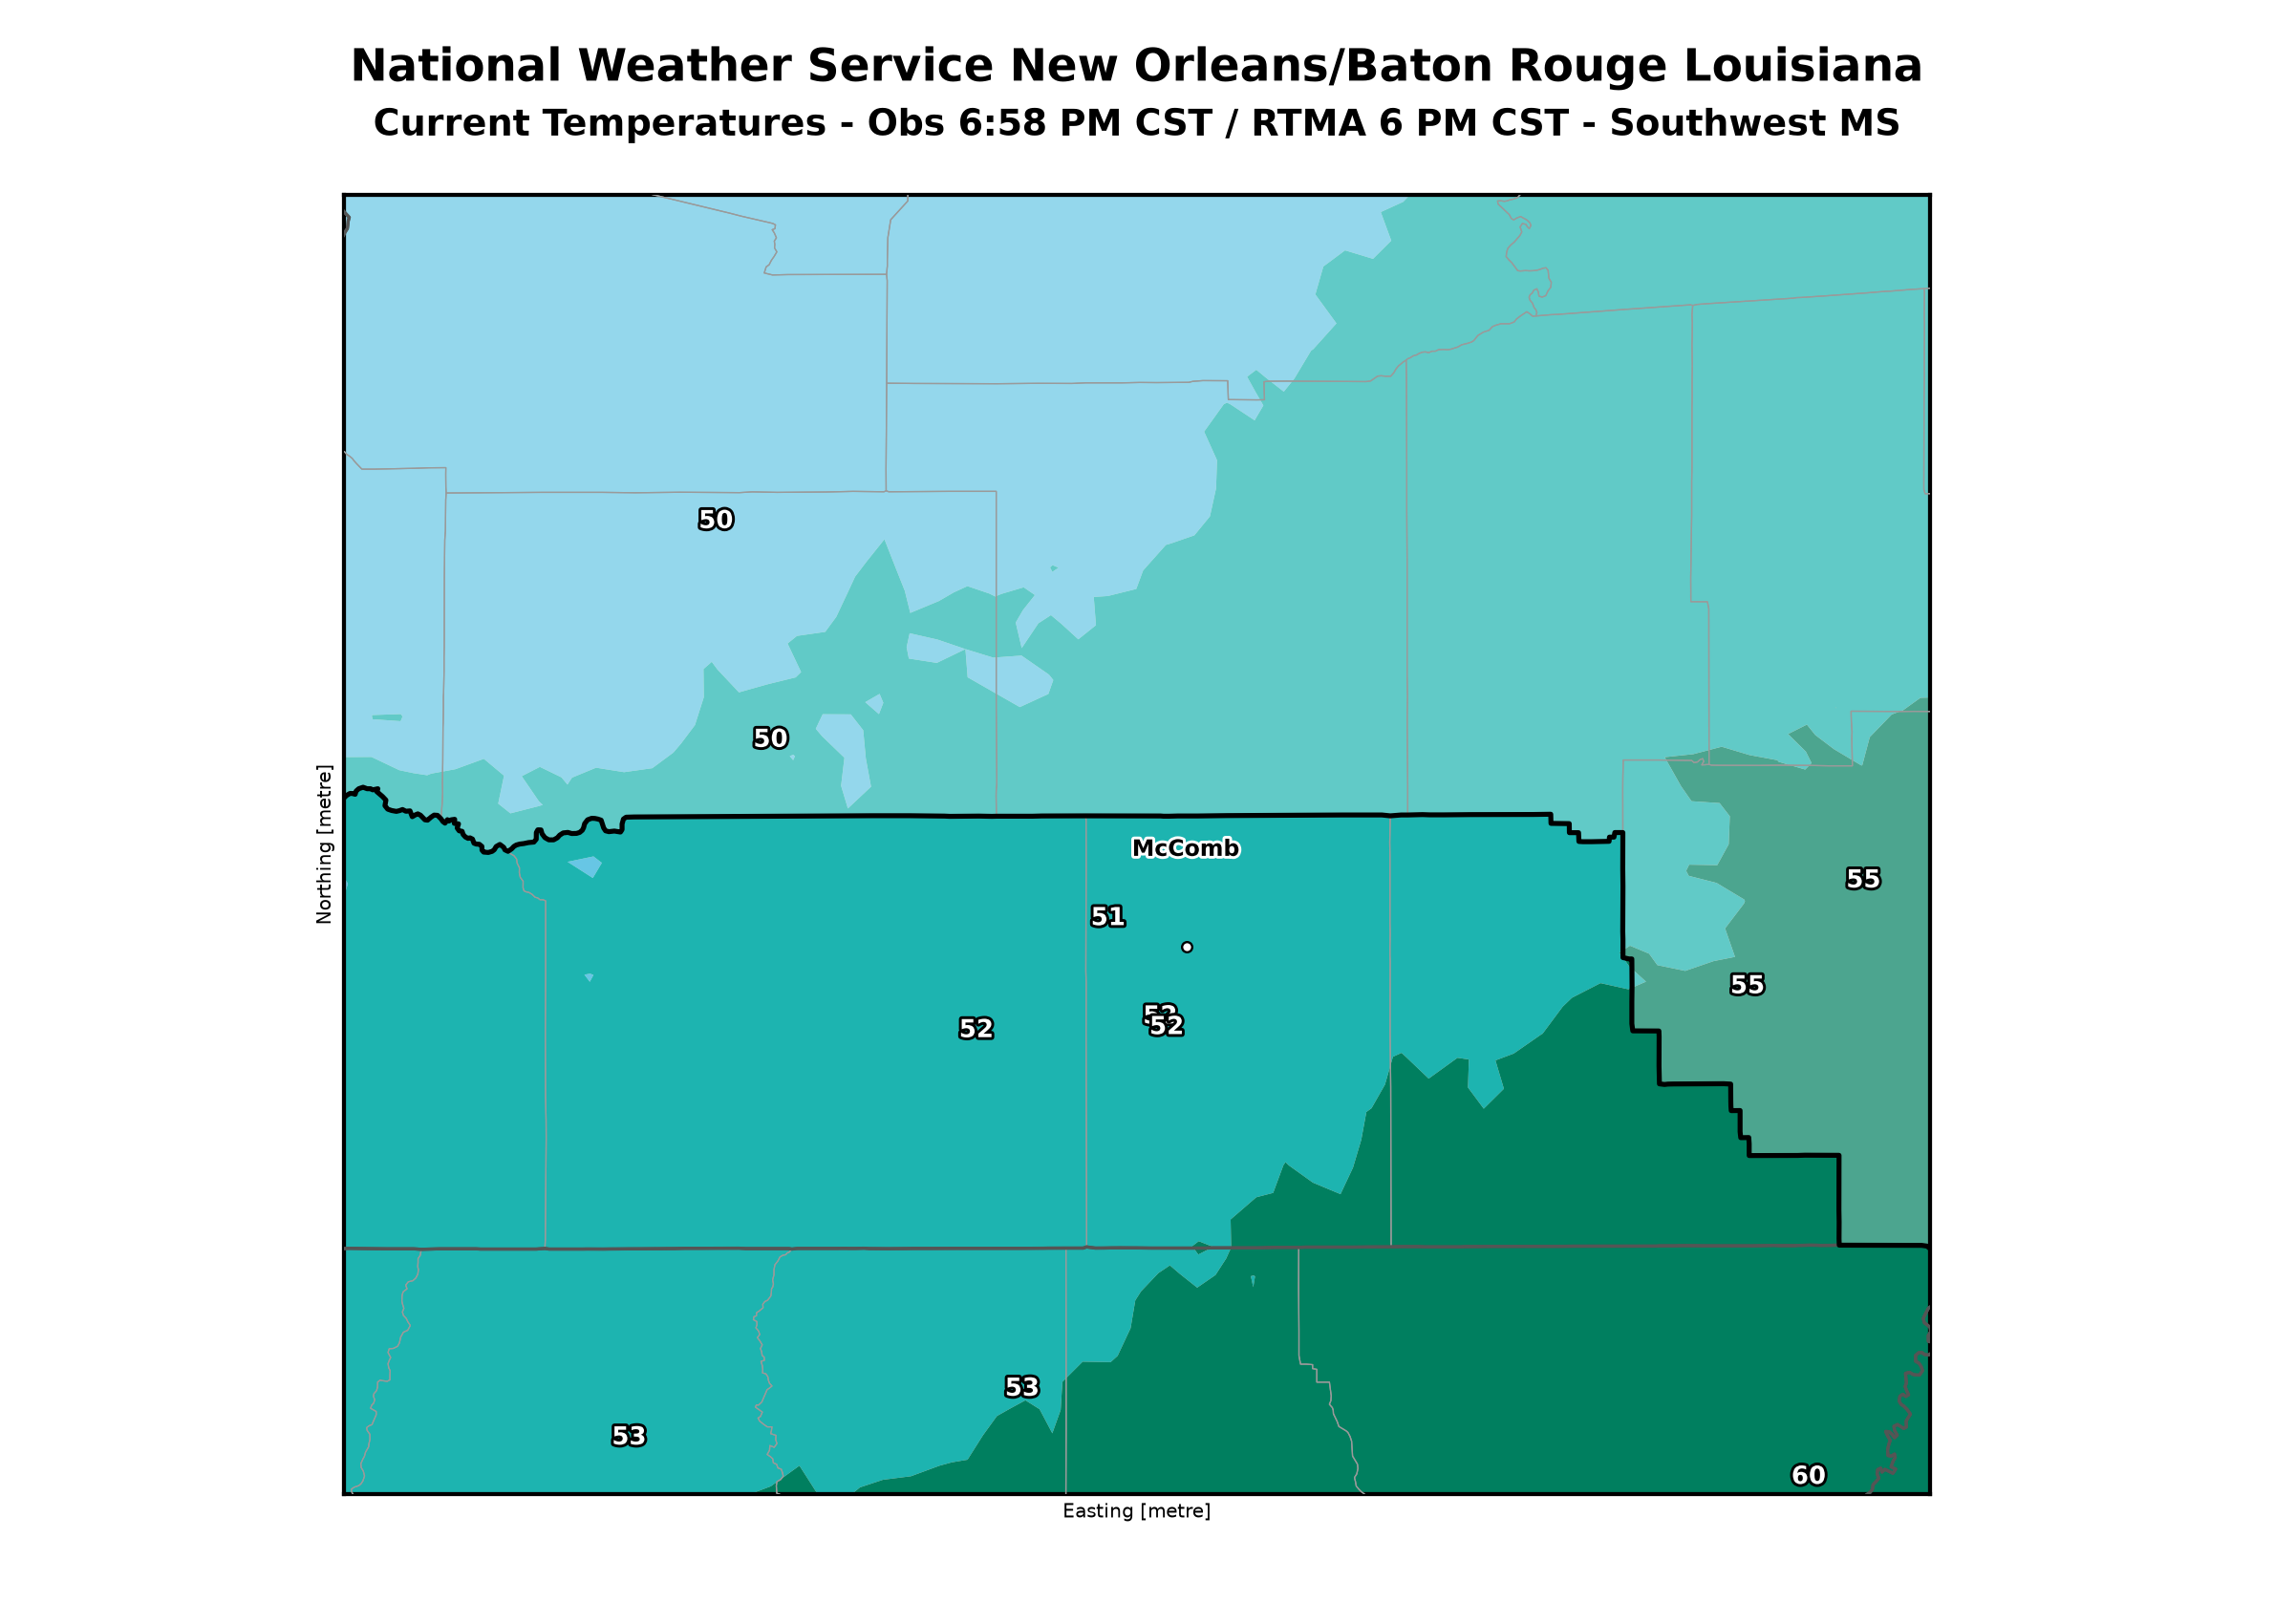 National Weather Service New Orleans/Baton Rouge Louisiana
Current Temperatures - Obs 6:58 PM CST / RTMA 6 PM CST - Southwest MS
50
50
McComb
55
51
55
52
52
53
53
60
Northing [metre]
Easting [metre]